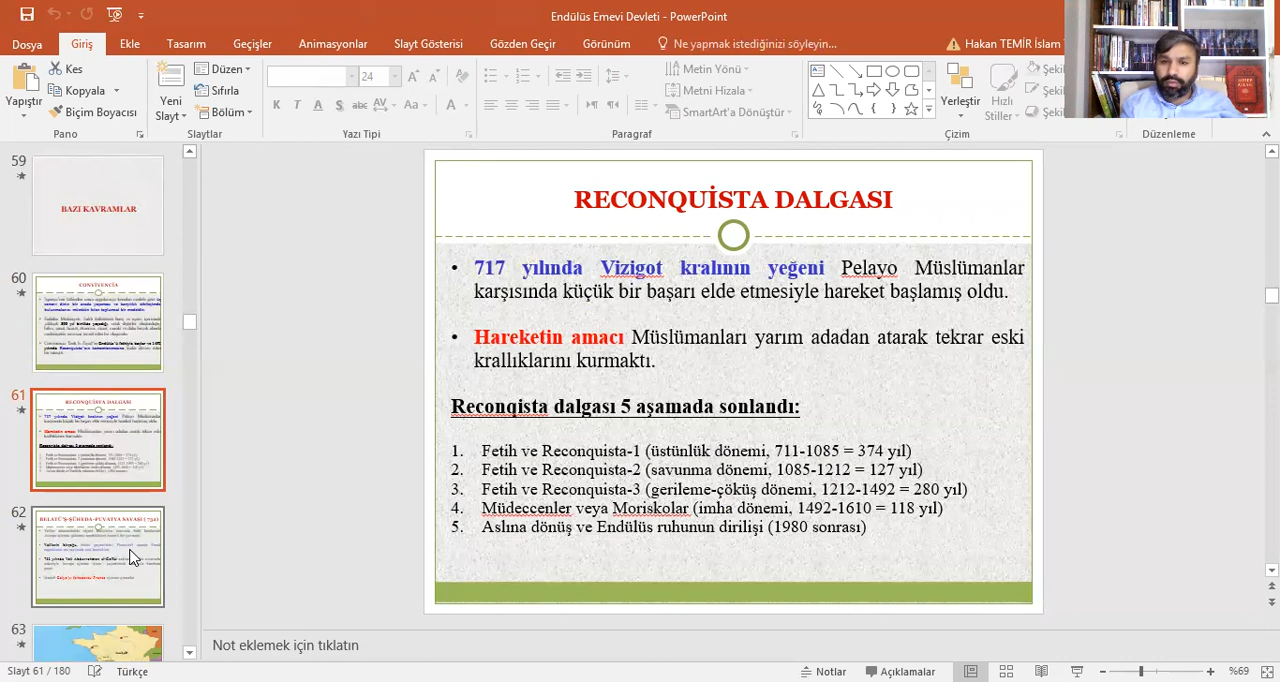 Endülüs Emevi Devleti - PowerPoint
Dosya Giriş Ekle Tasarım Geçişler Animasyonlar Slayt Gösterisi Gözden Geçir Görünüm Ne yapmak istediğinizi söyleyin... Hakan TEMİR İslam
Yapıştır
Kes
Kopyala
Biçim Boyacısı
Pano
Yeni Slayt
Düzen
Sıfırla
Bölüm
Slaytlar
24
K T A S abc AV Aa A
Yazı Tipi
Metin Yönü
Metni Hizala
SmartArt'a Dönüştür
Paragraf
Yerleştir
Hızlı Stiller
Şekil
Şekil
Şekil
Çizim
Düzenleme
59
BAZI KAVRAMLAR
60
CONVIVENCIA
61
RECONQUİSTA DALGASI
62
63
RECONQUİSTA DALGASI
• 717 yılında Vizigot kralının yeğeni Pelayo Müslümanlar
karşısında küçük bir başarı elde etmesiyle hareket başlamış oldu.
• Hareketin amacı Müslümanları yarım adadan atarak tekrar eski
krallıklarını kurmaktı.
Reconqista dalgası 5 aşamada sonlandı:
1. Fetih ve Reconquista-1 (üstünlük dönemi, 711-1085 = 374 yıl)
2. Fetih ve Reconquista-2 (savunma dönemi, 1085-1212 = 127 yıl)
3. Fetih ve Reconquista-3 (gerileme-çöküş dönemi, 1212-1492 = 280 yıl)
4. Müdeccenler veya Moriskolar (imha dönemi, 1492-1610 = 118 yıl)
5. Aslına dönüş ve Endülüs ruhunun dirilişi (1980 sonrası)
Not eklemek için tıklatın
Slayt 61 / 180 Türkçe Notlar Açıklamalar %69